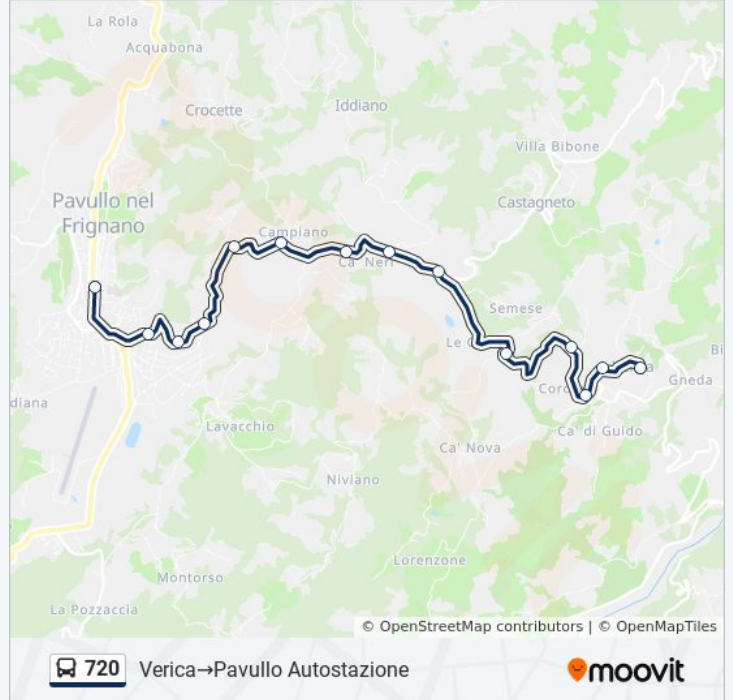 La Rola
Acquabona
Crocette
Iddiano
Villa Bibone
Pavullo nel
Frignano
Castagneto
Campiano
Ca' Neri
Semese
Le
Gneda
diana
Lavacchio
Ca' di Guido
Ca' Nova
Niviano
Lorenzone
Montorso
La Pozzaccia
© OpenStreetMap contributors | © OpenMapTiles
720 Verica→Pavullo Autostazione
moovit